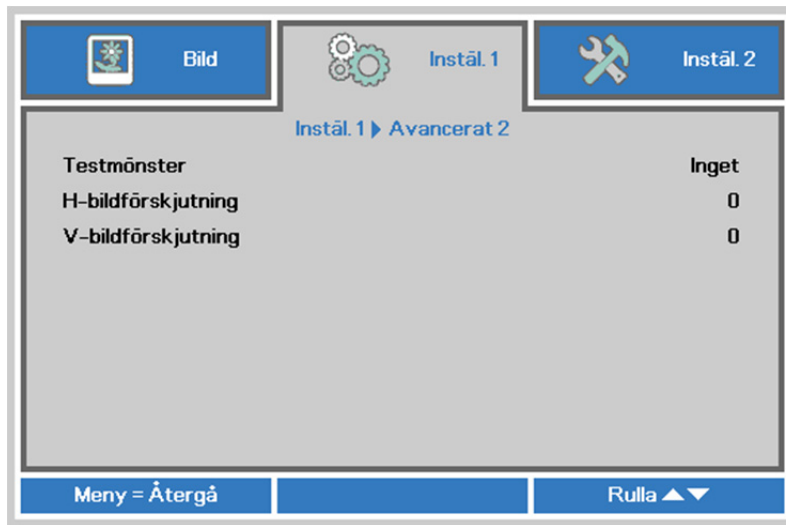 Bild
Instäl. 1
Instäl. 2
Instäl. 1 ▶ Avancerat 2
Testmönster Inget
H-bildförskjutning 0
V-bildförskjutning 0
Meny = Återgå
Rulla ▲▼